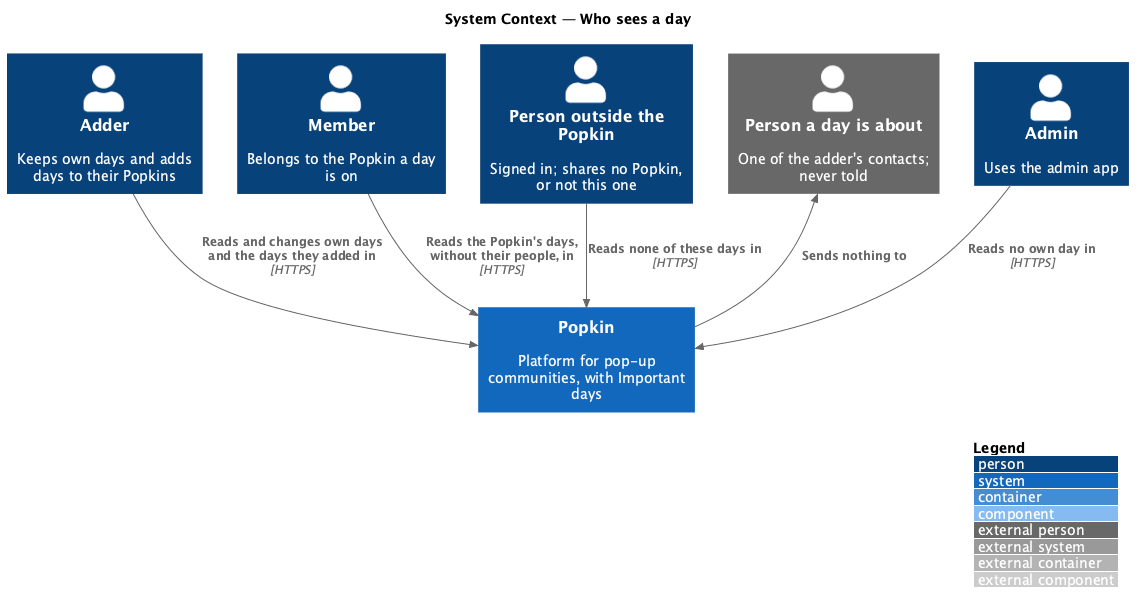 System Context — Who sees a day
Adder
Keeps own days and adds
days to their Popkins
Member
Belongs to the Popkin a day
is on
Person outside the
Popkin
Signed in; shares no Popkin,
or not this one
Person a day is about
One of the adder's contacts;
never told
Admin
Uses the admin app
Reads and changes own days
and the days they added in
[HTTPS]
Reads the Popkin's days,
without their people, in
[HTTPS]
Reads none of these days in
[HTTPS]
Sends nothing to
Reads no own day in
[HTTPS]
Popkin
Platform for pop-up
communities, with Important
days
Legend
person
system
container
component
external person
external system
external container
external component